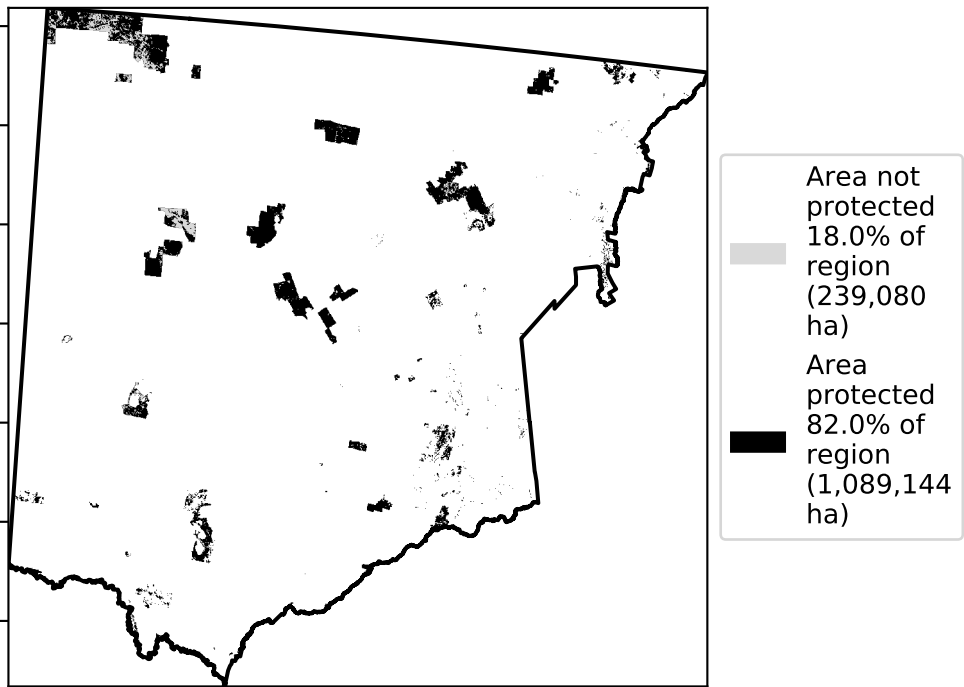 Area not
protected
18.0% of
region
(239,080
ha)
Area
protected
82.0% of
region
(1,089,144
ha)